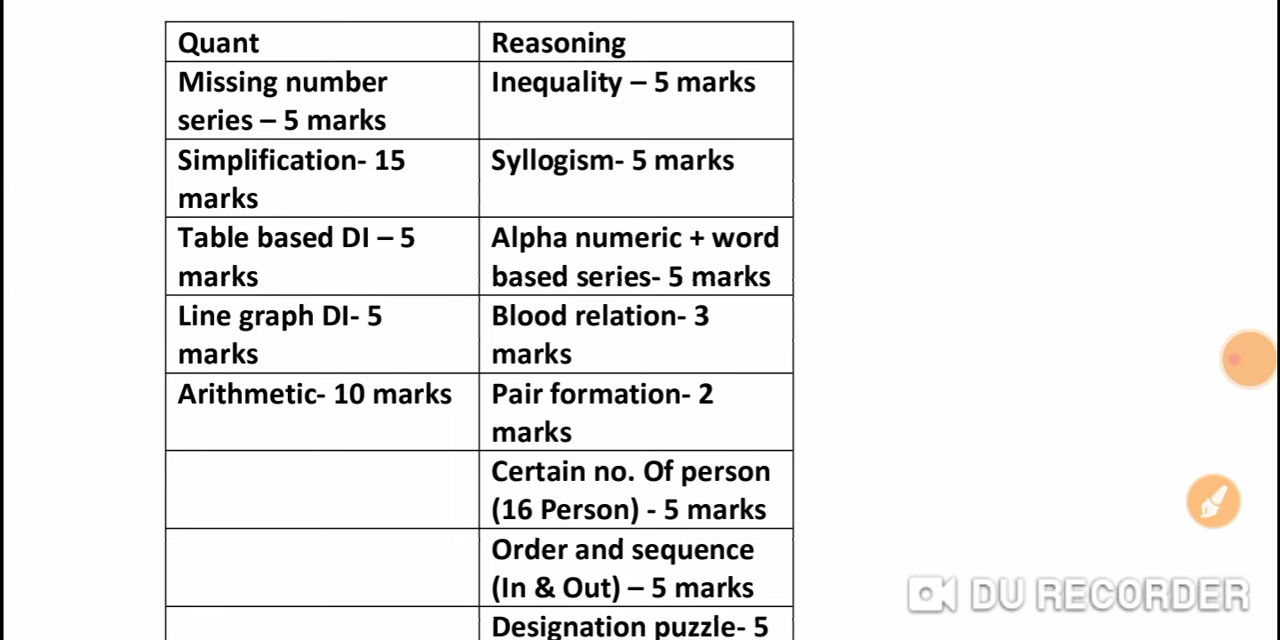 Quant
Reasoning
Missing number
series – 5 marks
Inequality – 5 marks
Simplification- 15
marks
Syllogism- 5 marks
Table based DI – 5
marks
Alpha numeric + word
based series- 5 marks
Line graph DI- 5
marks
Blood relation- 3
marks
Arithmetic- 10 marks
Pair formation- 2
marks
Certain no. Of person
(16 Person) - 5 marks
Order and sequence
(In & Out) – 5 marks
Designation puzzle- 5
DU RECORDER